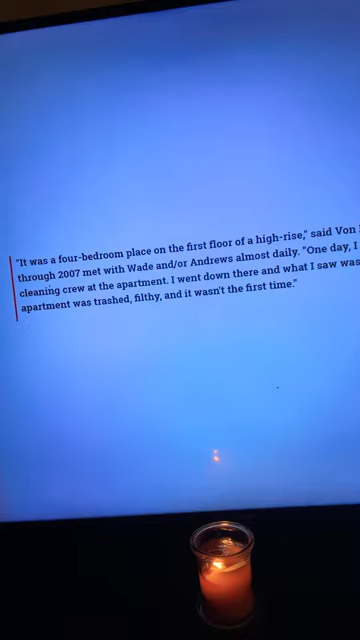 "It was a four-bedroom place on the first floor of a high-rise," said Von
through 2007 met with Wade and/or Andrews almost daily. "One day, I
cleaning crew at the apartment. I went down there and what I saw was
apartment was trashed, filthy, and it wasn't the first time."